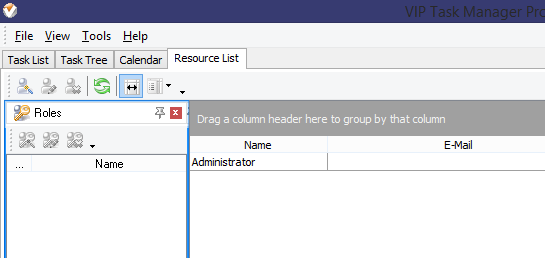 VIP Task Manager Pro
File View Tools Help
Task List Task Tree Calendar Resource List
Roles
Drag a column header here to group by that column
... Name
Name E-Mail
Administrator